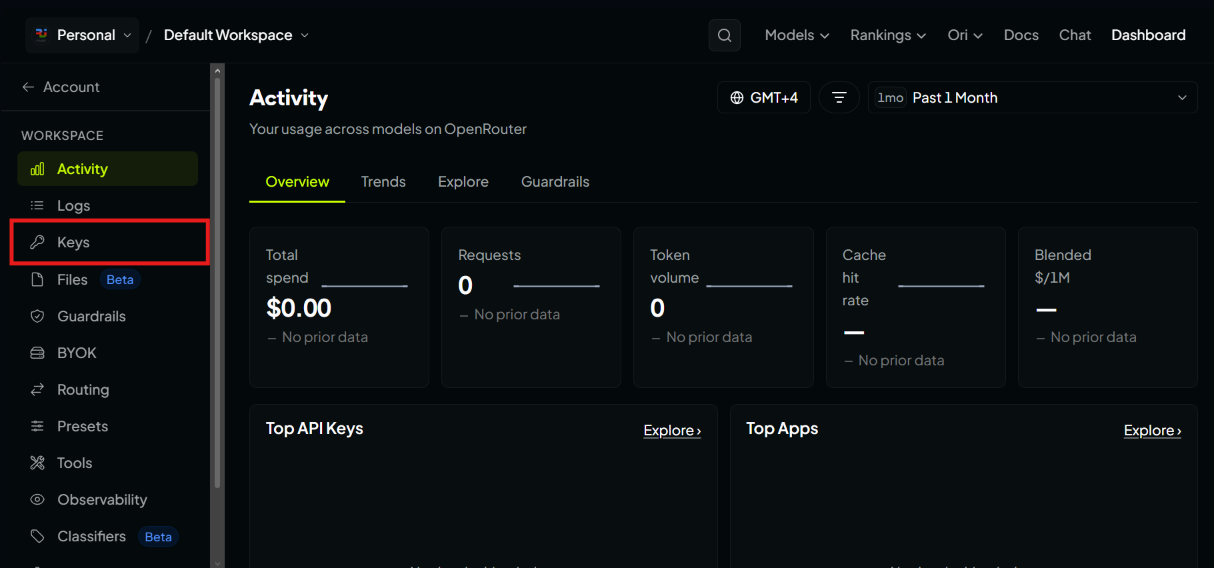 Personal / Default Workspace
Models Rankings Ori Docs Chat Dashboard
Account
WORKSPACE
Activity
Logs
Keys
Files Beta
Guardrails
BYOK
Routing
Presets
Tools
Observability
Classifiers Beta
Activity
GMT+4
1mo Past 1 Month
Your usage across models on OpenRouter
Overview Trends Explore Guardrails
Total
spend
$0.00
– No prior data
Requests
0
– No prior data
Token
volume
0
– No prior data
Cache
hit
rate
—
– No prior data
Blended
$/1M
—
– No prior data
Top API Keys
Explore ›
Top Apps
Explore ›